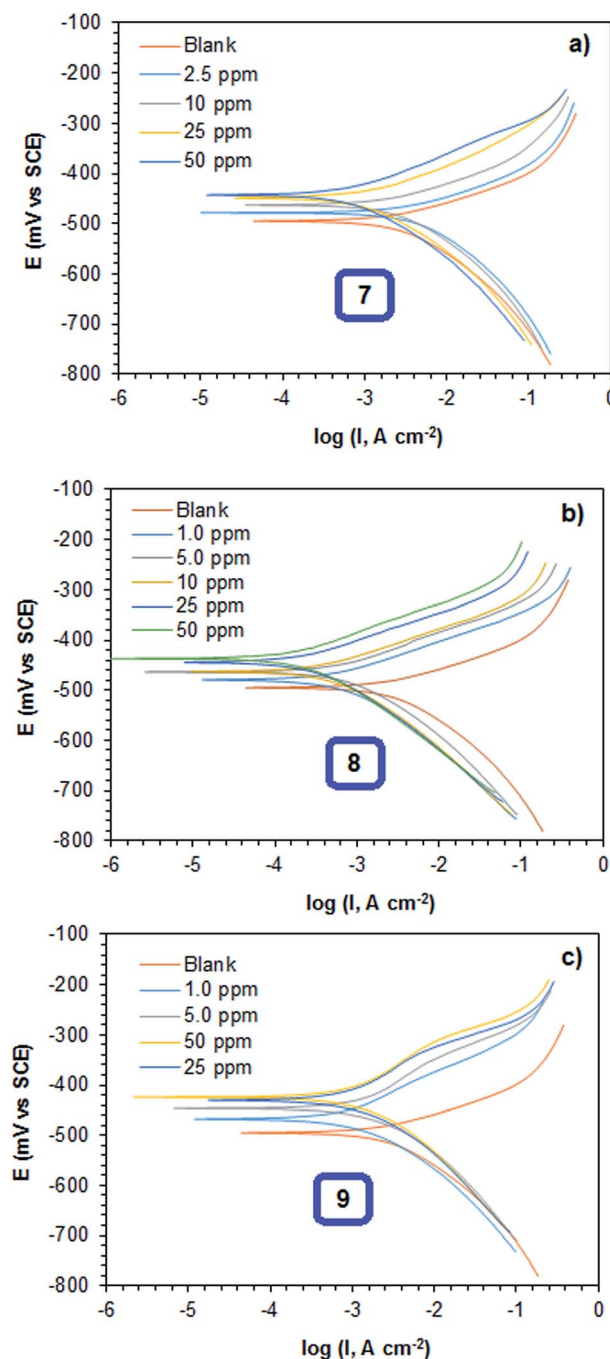 a)
Blank
2.5 ppm
10 ppm
25 ppm
50 ppm
7
E (mV vs SCE)
-100
-200
-300
-400
-500
-600
-700
-800
-6 -5 -4 -3 -2 -1 0
log (I, A cm-2)
b)
Blank
1.0 ppm
5.0 ppm
10 ppm
25 ppm
50 ppm
8
E (mV vs SCE)
-100
-200
-300
-400
-500
-600
-700
-800
-6 -5 -4 -3 -2 -1 0
log (I, A cm-2)
c)
Blank
1.0 ppm
5.0 ppm
50 ppm
25 ppm
9
E (mV vs SCE)
-100
-200
-300
-400
-500
-600
-700
-800
-6 -5 -4 -3 -2 -1 0
log (I, A cm-2)